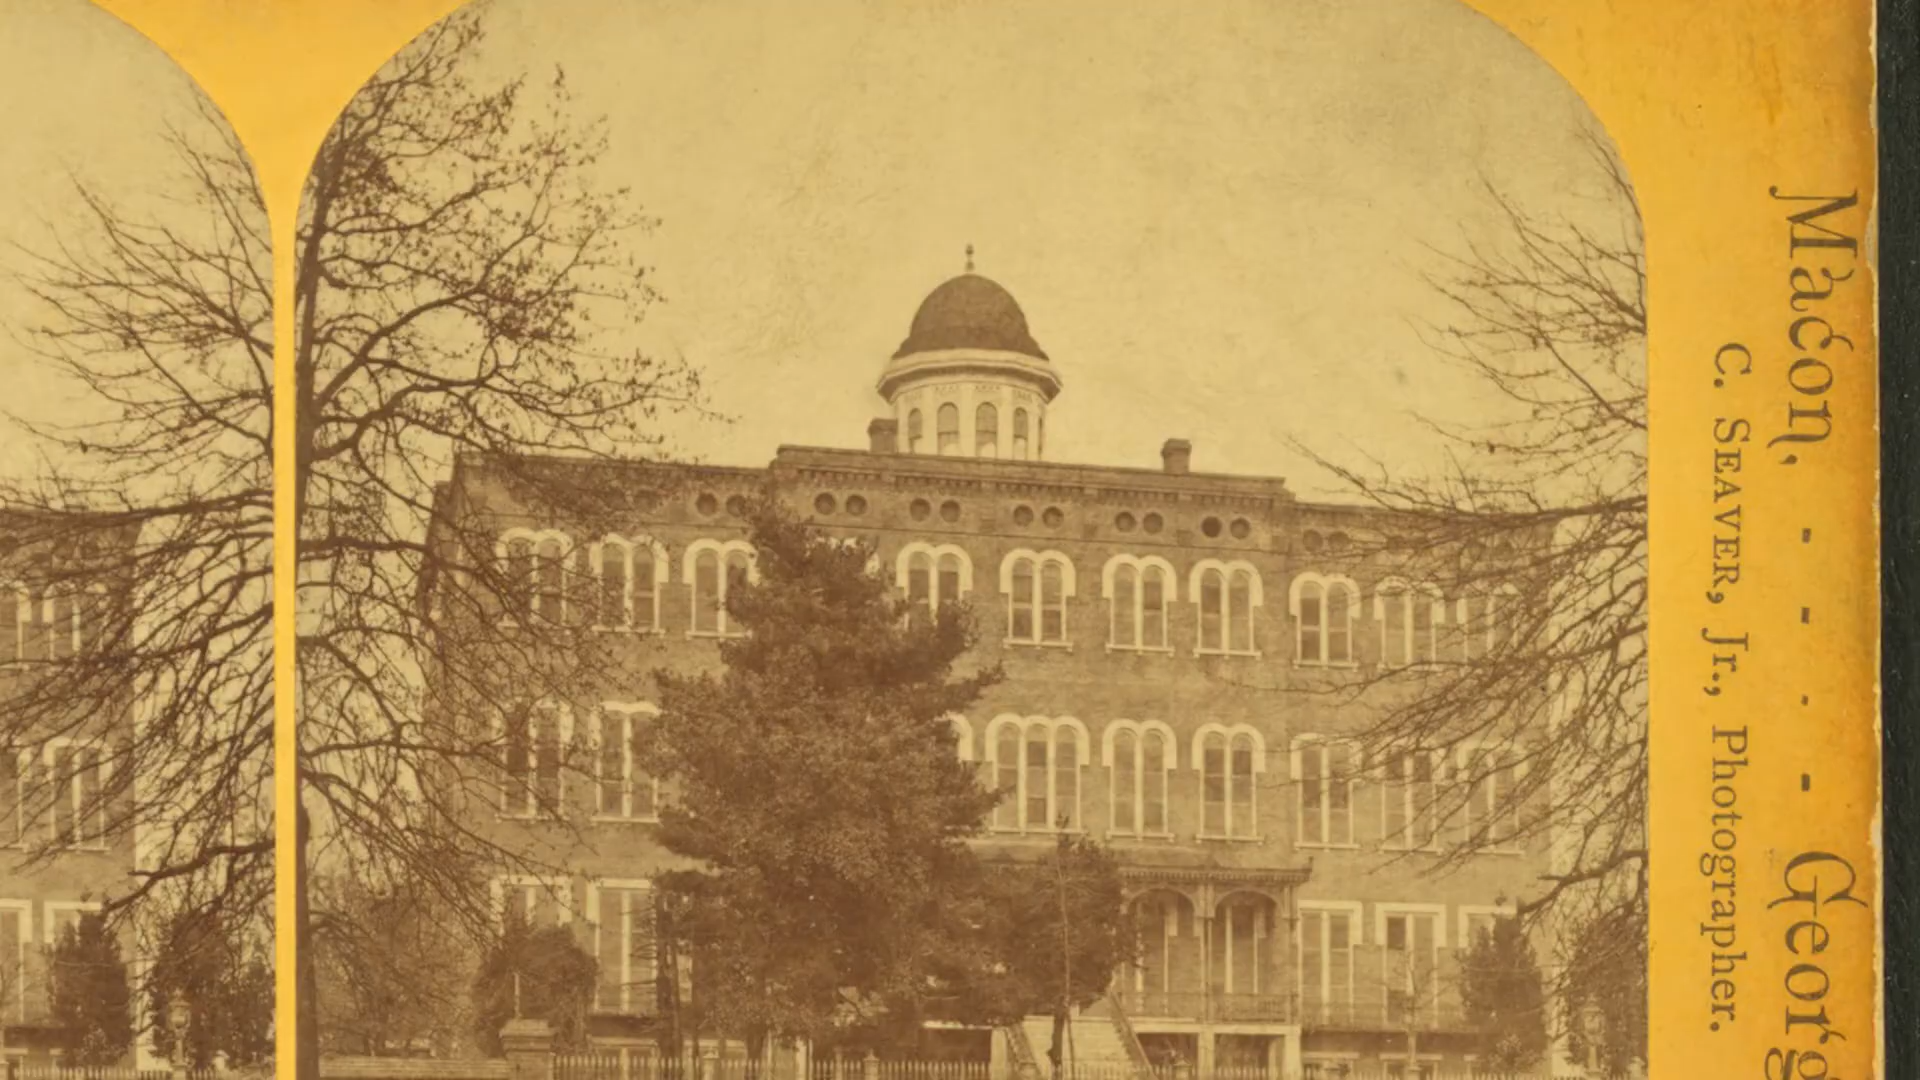 Macon, - - - - Georg
C. SEAVER, Jr., Photographer.